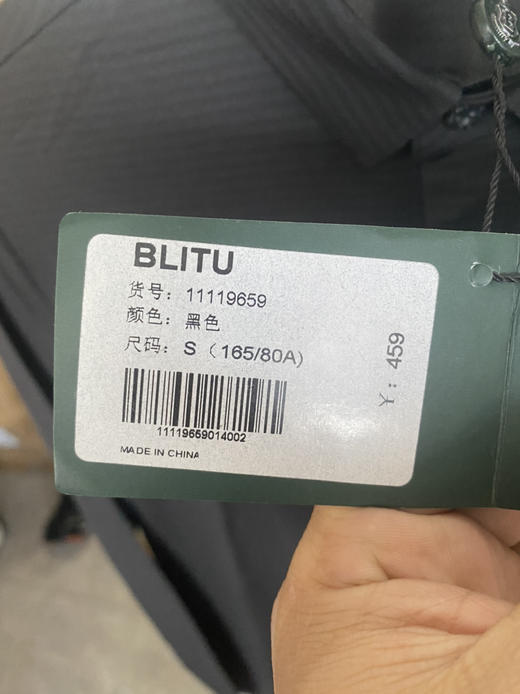 BLITU
货号：11119659
颜色：黑色
尺码：S（165/80A）
￥：459
11119659014002
MADE IN CHINA